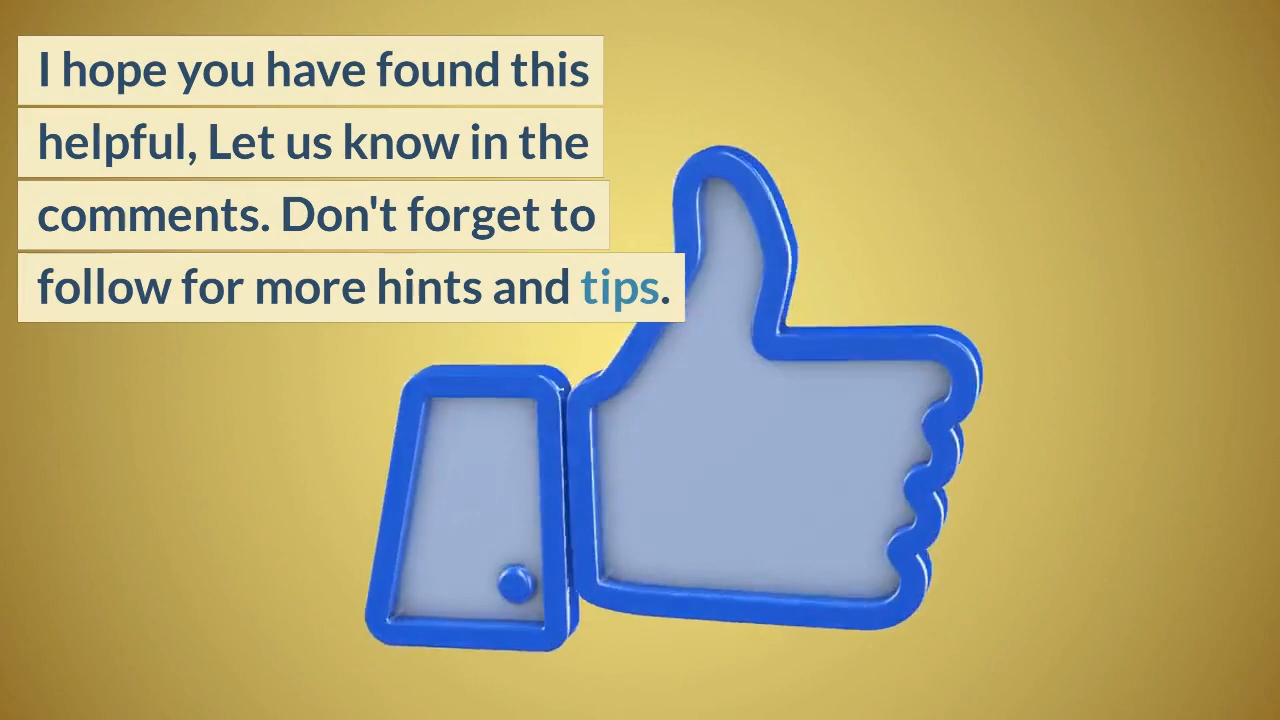 I hope you have found this
helpful, Let us know in the
comments. Don't forget to
follow for more hints and tips.